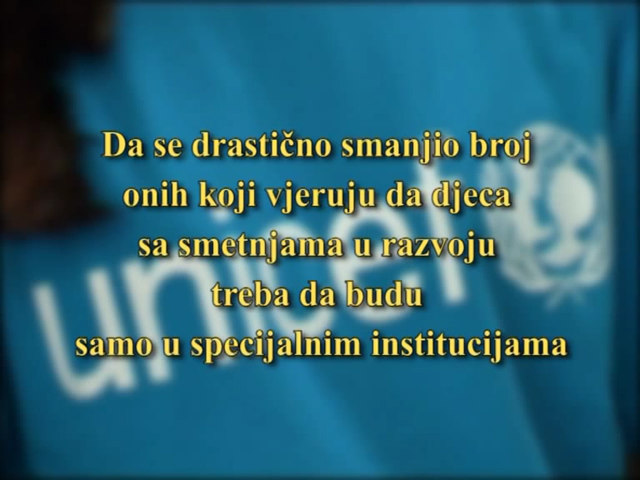 Da se drastično smanjio broj
onih koji vjeruju da djeca
sa smetnjama u razvoju
treba da budu
samo u specijalnim institucijama
unicef